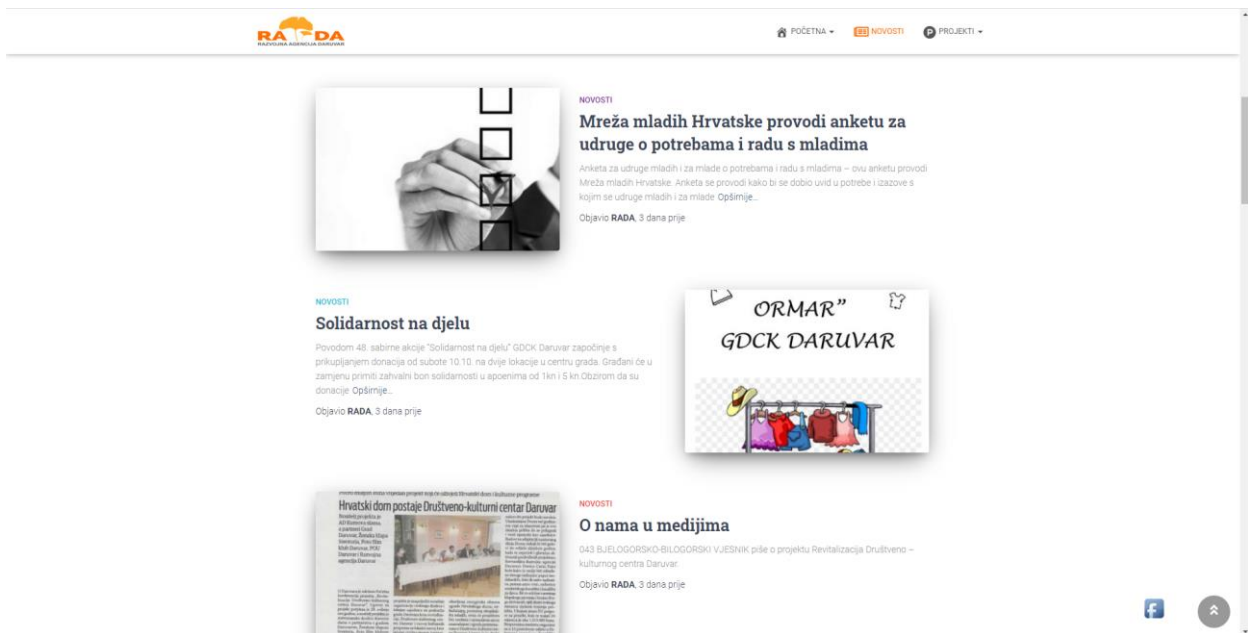 RADA
RAZVOJNA AGENCIJA DARUVAR
POČETNA
NOVOSTI
PROJEKTI
NOVOSTI
Mreža mladih Hrvatske provodi anketu za
udruge o potrebama i radu s mladima
Anketa za udruge mladih i za mlade o potrebama i radu s mladima – ovu anketu provodi
Mreža mladih Hrvatske. Anketa se provodi kako bi se dobio uvid u potrebe i izazove s
kojim se udruge mladih i za mlade Opširnije...
Objavio RADA, 3 dana prije
NOVOSTI
Solidarnost na djelu
Povodom 48. sabirne akcije "Solidarnost na djelu" GDCK Daruvar započinje s
prikupljanjem donacija od subote 10.10. na dvije lokacije u centru grada. Građani će u
zamjenu primiti zahvalni bon solidarnosti u apoenima od 1kn i 5 kn Obzirom da su
donacije Opširnije...
Objavio RADA, 3 dana prije
ORMAR"
GDCK DARUVAR
Hrvatski dom postaje Društveno-kulturni centar Daruvar
NOVOSTI
O nama u medijima
043 BJELOGORSKO-BILOGORSKI VJESNIK piše o projektu Revitalizacija Društveno –
kulturnog centra Daruvar
Objavio RADA, 3 dana prije